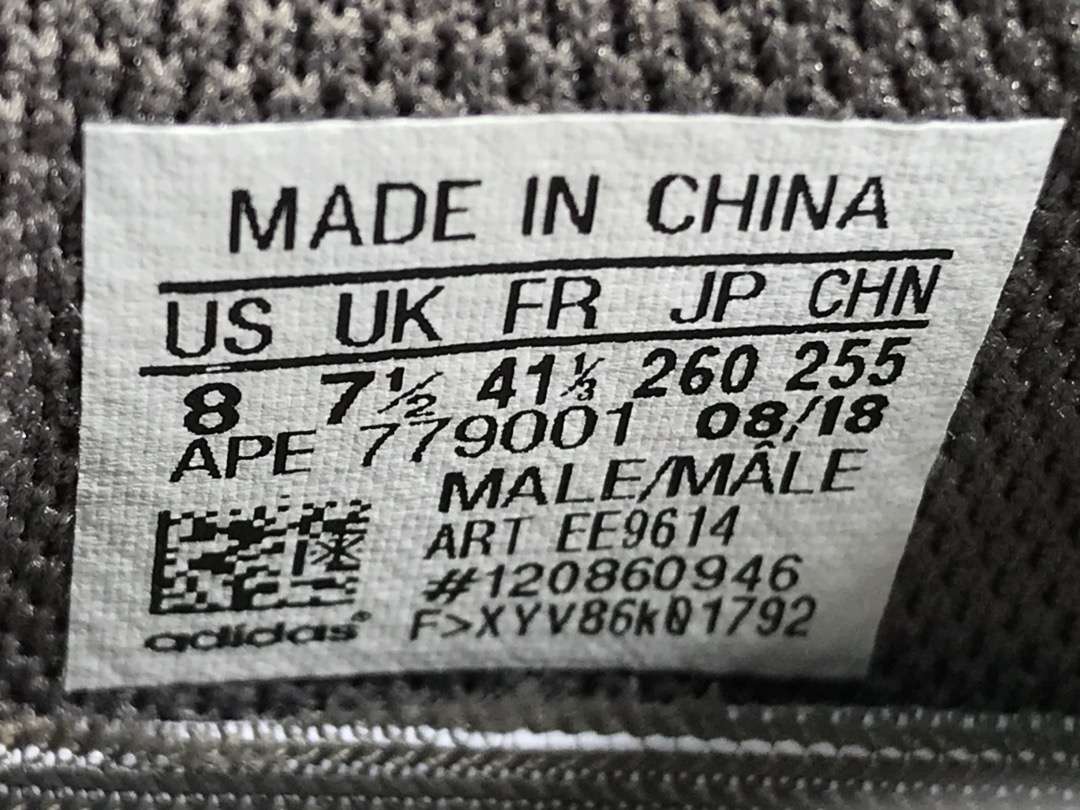 MADE IN CHINA
US UK FR JP CHN
8 7½ 41⅓ 260 255
APE 779001 08/18
MALE/MÂLE
ART EE9614
#120860946
adidas® F>XYV86k01792